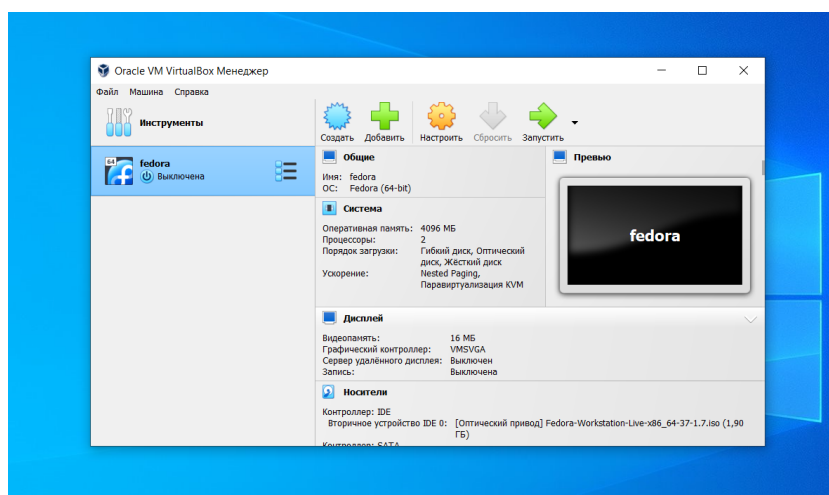 Oracle VM VirtualBox Менеджер
Файл Машина Справка
Инструменты
Создать Добавить Настроить Сбросить Запустить
64
fedora
Выключена
Общие
Имя: fedora
ОС: Fedora (64-bit)
Превью
fedora
Система
Оперативная память: 4096 МБ
Процессоры: 2
Порядок загрузки: Гибкий диск, Оптический
диск, Жёсткий диск
Ускорение: Nested Paging,
Паравиртуализация KVM
Дисплей
Видеопамять: 16 МБ
Графический контроллер: VMSVGA
Сервер удалённого дисплея: Выключен
Запись: Выключена
Носители
Контроллер: IDE
Вторичное устройство IDE 0: [Оптический привод] Fedora-Workstation-Live-x86_64-37-1.7.iso (1,90
ГБ)
Контроллер: SATA